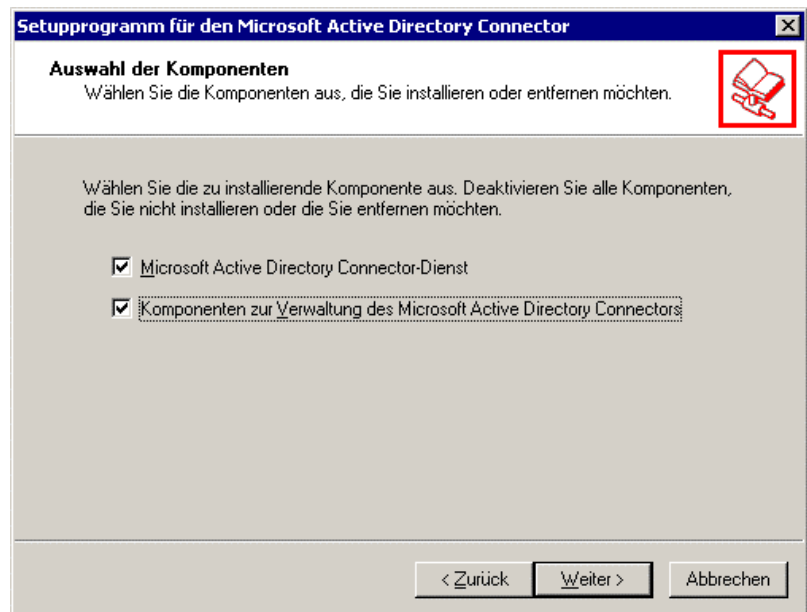 Setupprogramm für den Microsoft Active Directory Connector
Auswahl der Komponenten
Wählen Sie die Komponenten aus, die Sie installieren oder entfernen möchten.
Wählen Sie die zu installierende Komponente aus. Deaktivieren Sie alle Komponenten,
die Sie nicht installieren oder die Sie entfernen möchten.
Microsoft Active Directory Connector-Dienst
Komponenten zur Verwaltung des Microsoft Active Directory Connectors
< Zurück
Weiter >
Abbrechen